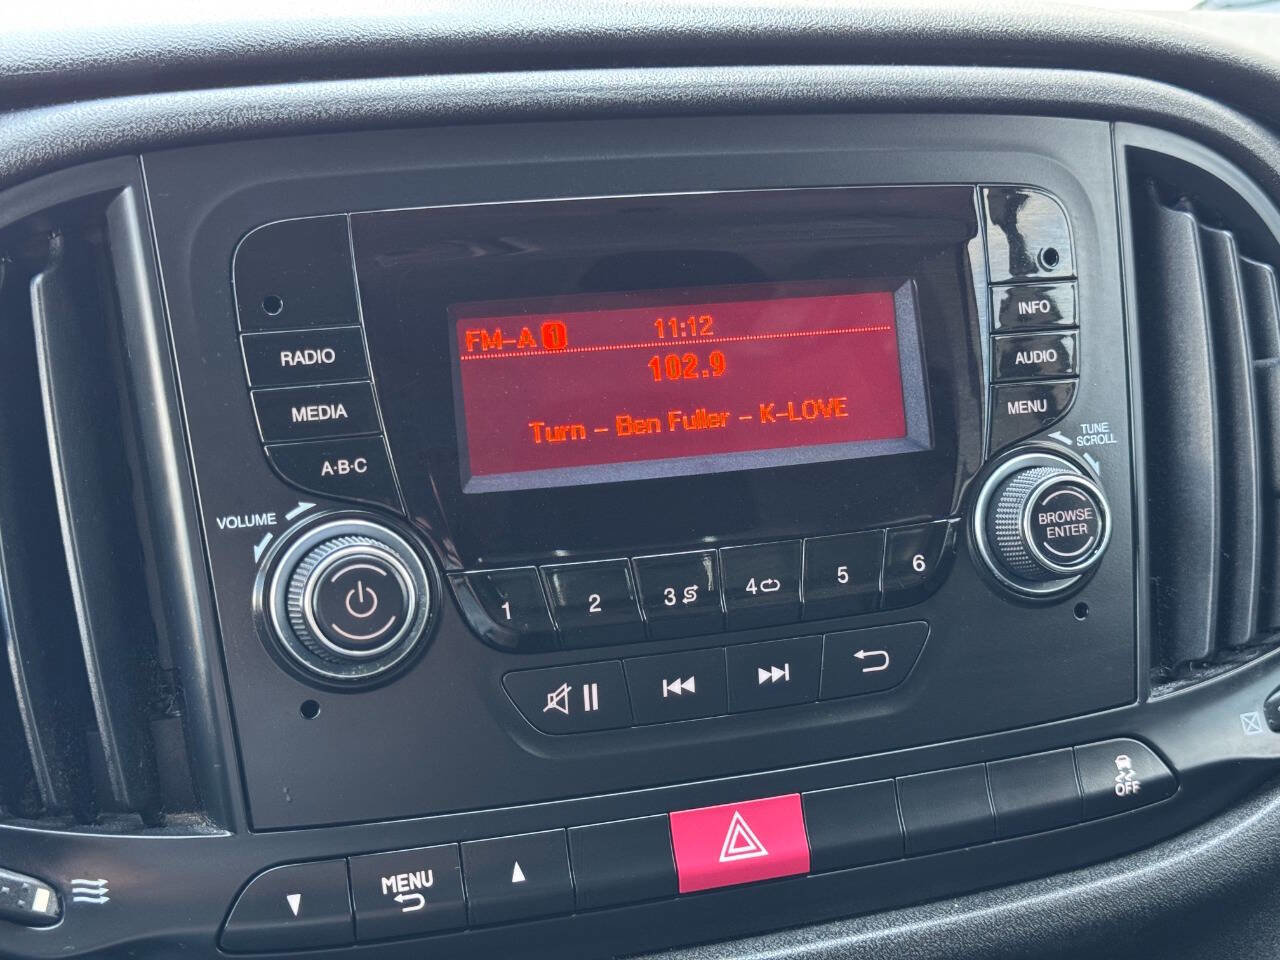 FM-A 1 11:12
102.9
Turn - Ben Fuller - K-LOVE
RADIO
MEDIA
A·B·C
VOLUME
INFO
AUDIO
MENU
TUNE
SCROLL
BROWSE
ENTER
1 2 3 4 5 6
MENU
OFF